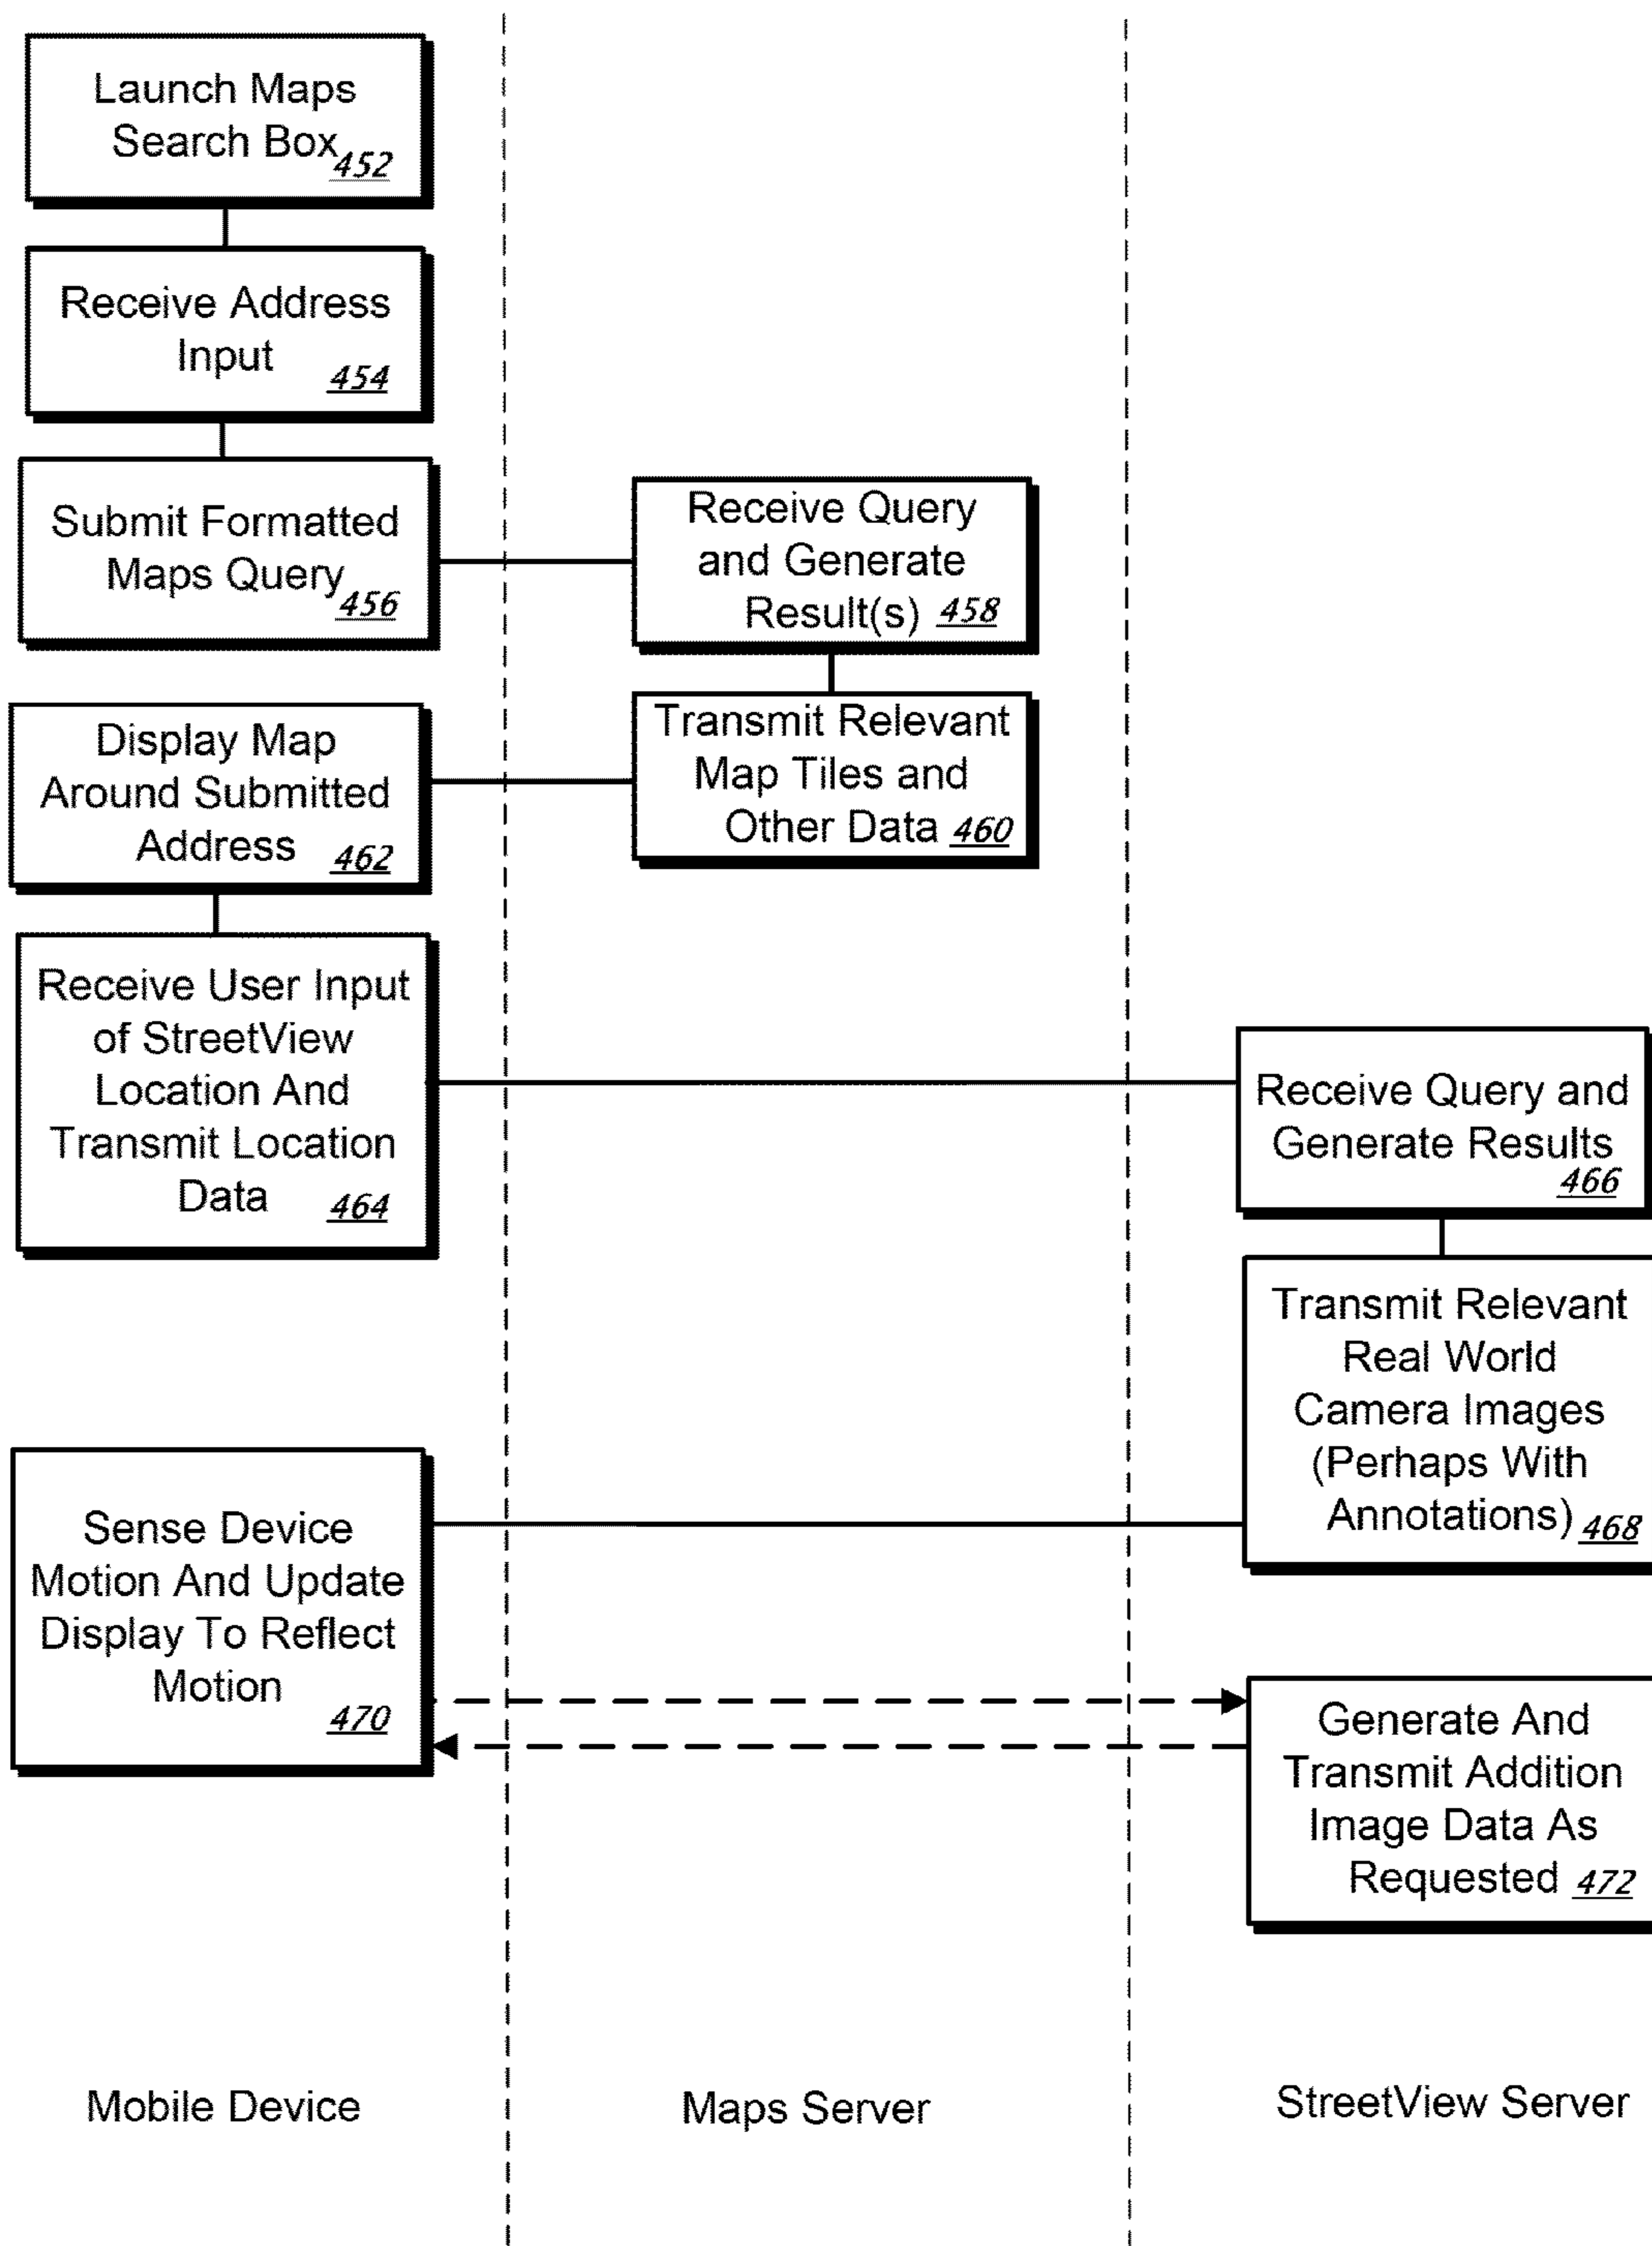 Launch Maps
Search Box 452
Receive Address
Input 454
Submit Formatted
Maps Query 456
Receive Query
and Generate
Result(s) 458
Transmit Relevant
Map Tiles and
Other Data 460
Display Map
Around Submitted
Address 462
Receive User Input
of StreetView
Location And
Transmit Location
Data 464
Receive Query and
Generate Results
466
Transmit Relevant
Real World
Camera Images
(Perhaps With
Annotations) 468
Sense Device
Motion And Update
Display To Reflect
Motion
470
Generate And
Transmit Addition
Image Data As
Requested 472
Mobile Device
Maps Server
StreetView Server